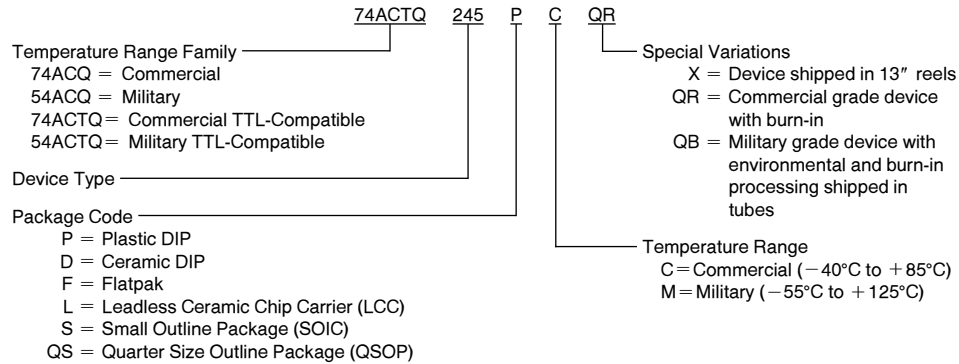 74ACTQ 245 P C QR
Temperature Range Family
74ACQ = Commercial
54ACQ = Military
74ACTQ = Commercial TTL-Compatible
54ACTQ = Military TTL-Compatible
Device Type
Package Code
P = Plastic DIP
D = Ceramic DIP
F = Flatpak
L = Leadless Ceramic Chip Carrier (LCC)
S = Small Outline Package (SOIC)
QS = Quarter Size Outline Package (QSOP)
Special Variations
X = Device shipped in 13″ reels
QR = Commercial grade device
with burn-in
QB = Military grade device with
environmental and burn-in
processing shipped in
tubes
Temperature Range
C = Commercial (−40°C to +85°C)
M = Military (−55°C to +125°C)